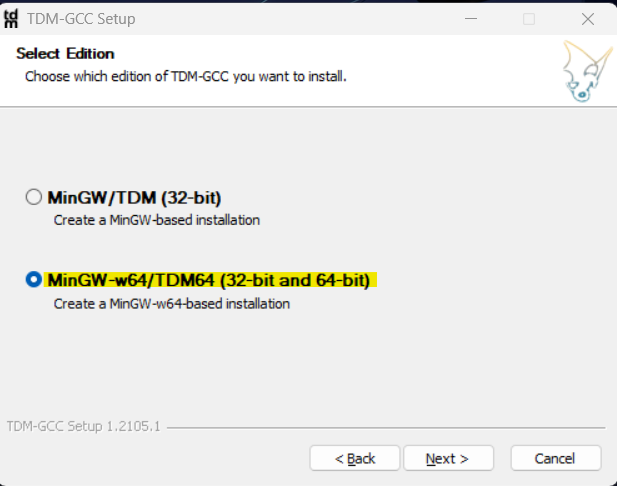 tdm
TDM-GCC Setup
Select Edition
Choose which edition of TDM-GCC you want to install.
MinGW/TDM (32-bit)
Create a MinGW-based installation
MinGW-w64/TDM64 (32-bit and 64-bit)
Create a MinGW-w64-based installation
TDM-GCC Setup 1.2105.1
< Back
Next >
Cancel